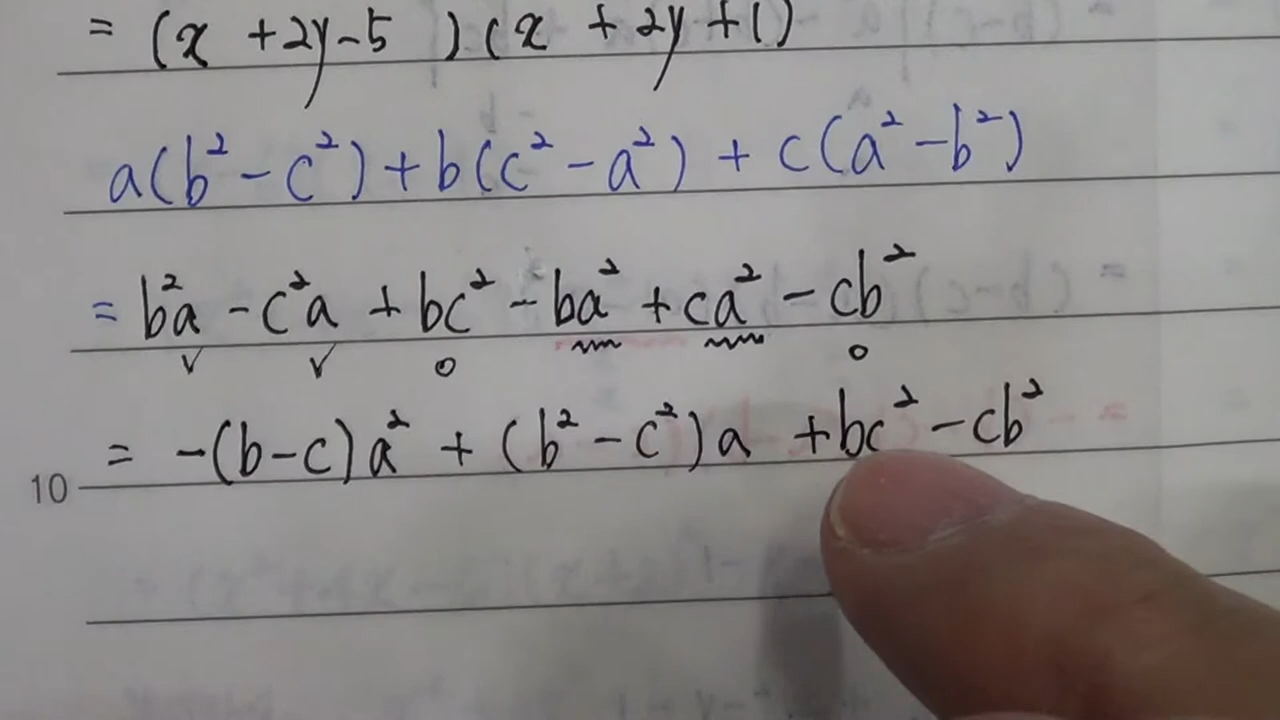 = (x +2y-5 ) (x + 2y +1)
a(b² - c²) + b(c² - a²) + c(a² - b²)
= b²a - c²a + bc² - ba² + ca² - cb²
= -(b-c)a² + (b² - c²)a + bc² - cb²
10